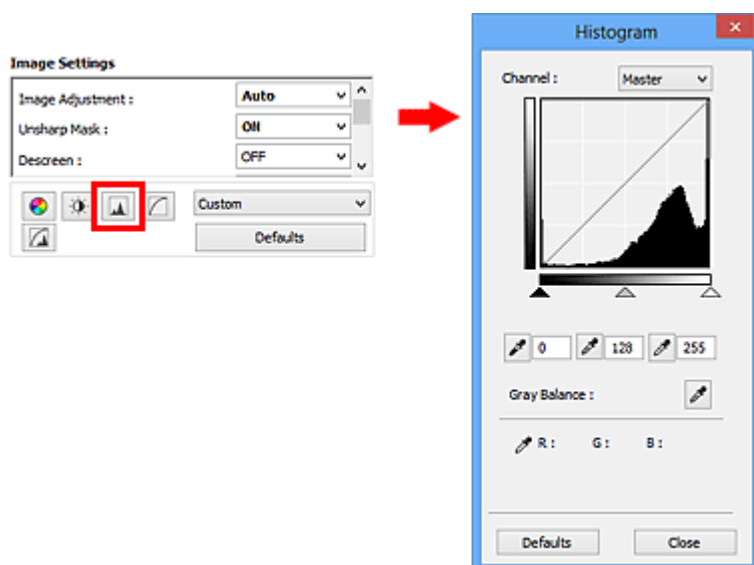 Image Settings
Image Adjustment : Auto
Unsharp Mask : ON
Descreen : OFF
Custom
Defaults
Histogram
Channel : Master
0 128 255
Gray Balance :
R : G : B :
Defaults Close